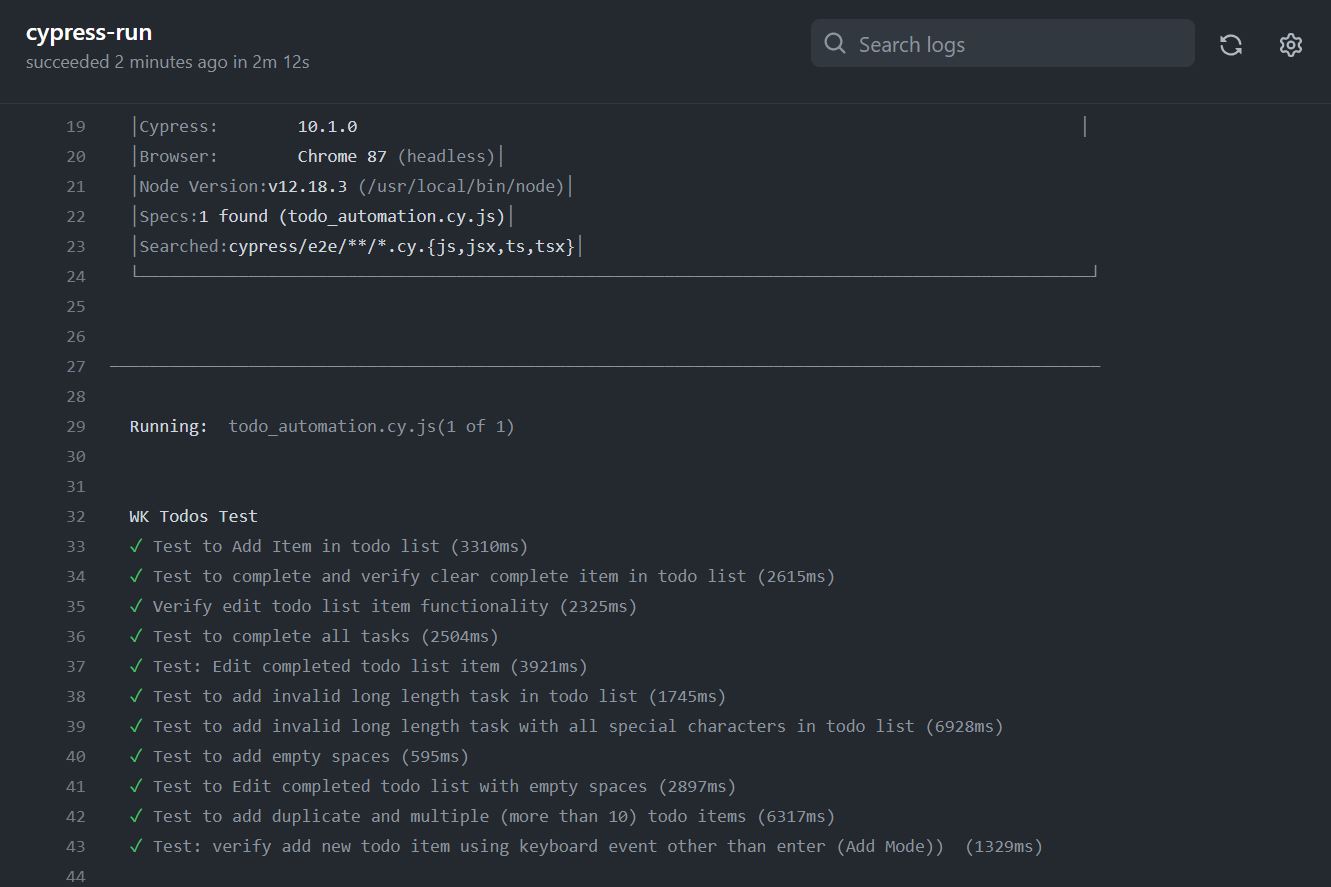 cypress-run
succeeded 2 minutes ago in 2m 12s
Search logs
19 │Cypress:        10.1.0                                                                         │
20 │Browser:        Chrome 87 (headless)│
21 │Node Version:v12.18.3 (/usr/local/bin/node)│
22 │Specs:1 found (todo_automation.cy.js)│
23 │Searched:cypress/e2e/**/*.cy.{js,jsx,ts,tsx}│
24
25
26
27
28
29 Running:  todo_automation.cy.js(1 of 1)
30
31
32 WK Todos Test
33 ✓ Test to Add Item in todo list (3310ms)
34 ✓ Test to complete and verify clear complete item in todo list (2615ms)
35 ✓ Verify edit todo list item functionality (2325ms)
36 ✓ Test to complete all tasks (2504ms)
37 ✓ Test: Edit completed todo list item (3921ms)
38 ✓ Test to add invalid long length task in todo list (1745ms)
39 ✓ Test to add invalid long length task with all special characters in todo list (6928ms)
40 ✓ Test to add empty spaces (595ms)
41 ✓ Test to Edit completed todo list with empty spaces (2897ms)
42 ✓ Test to add duplicate and multiple (more than 10) todo items (6317ms)
43 ✓ Test: verify add new todo item using keyboard event other than enter (Add Mode))  (1329ms)
44